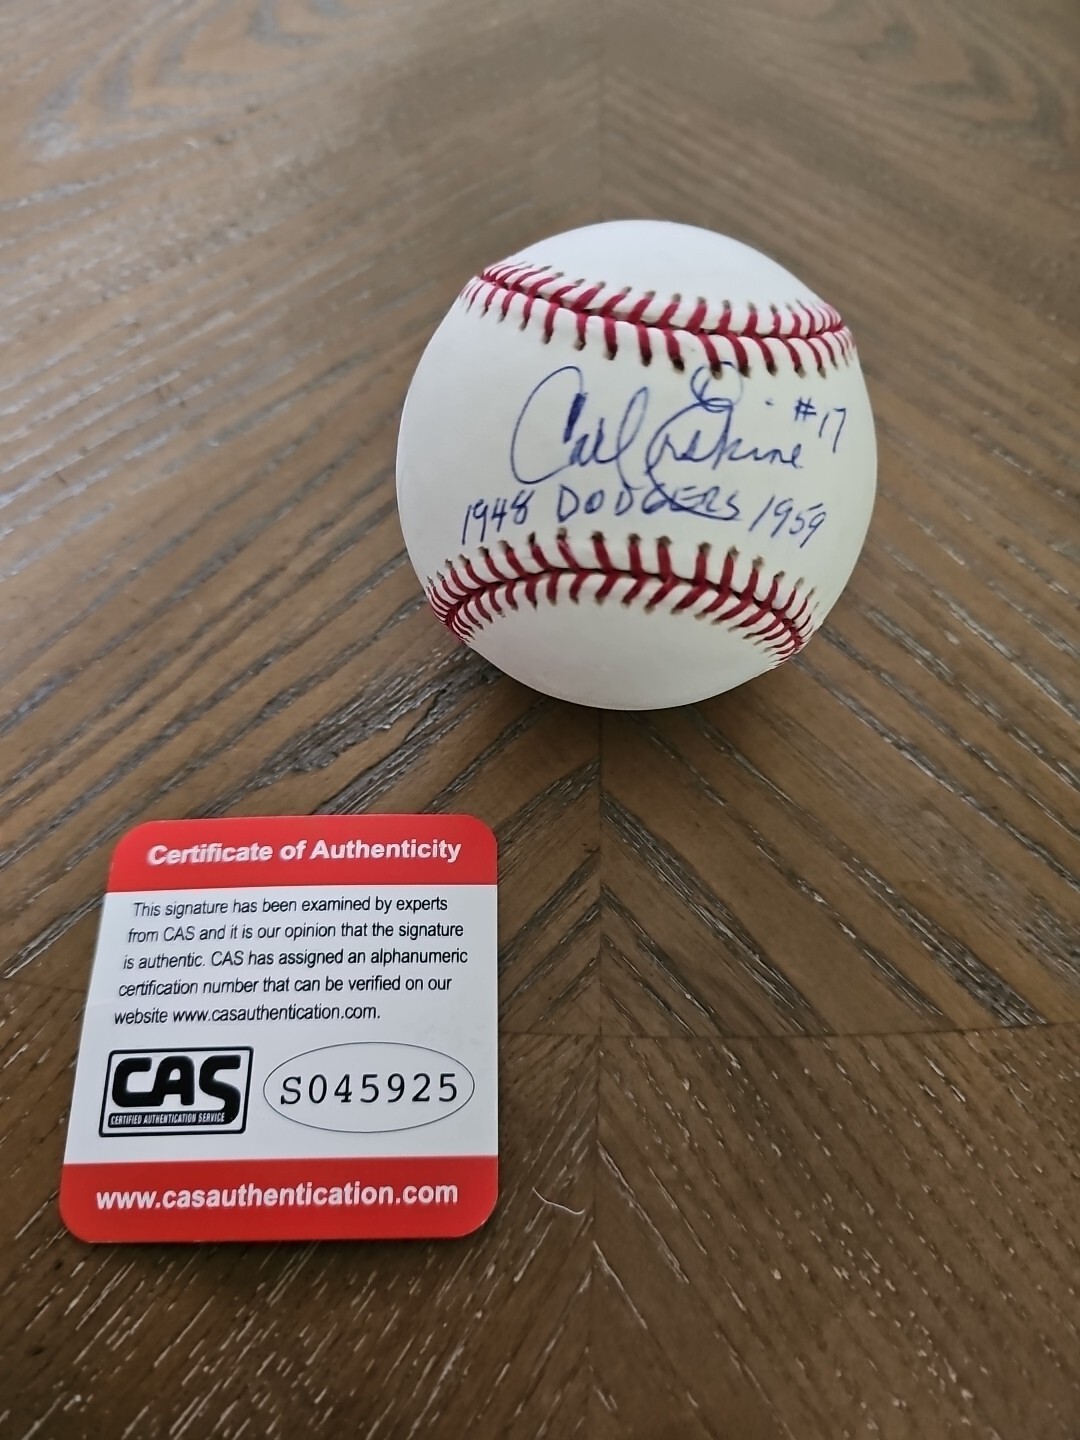 Carl Erskine #17
1948 DODGERS 1959
Certificate of Authenticity
This signature has been examined by experts
from CAS and it is our opinion that the signature
is authentic. CAS has assigned an alphanumeric
certification number that can be verified on our
website www.casauthentication.com.
CAS
CERTIFIED AUTHENTICATION SERVICE
S045925
www.casauthentication.com